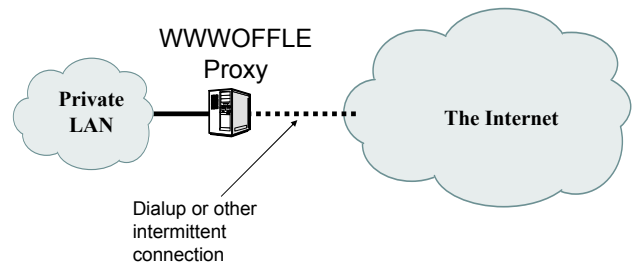 WWWOFFLE
Proxy
Private
LAN
The Internet
Dialup or other
intermittent
connection